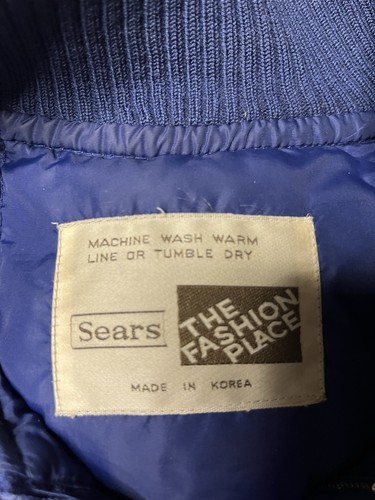 MACHINE WASH WARM
LINE OR TUMBLE DRY
Sears
THE
FASHION
PLACE
MADE IN KOREA